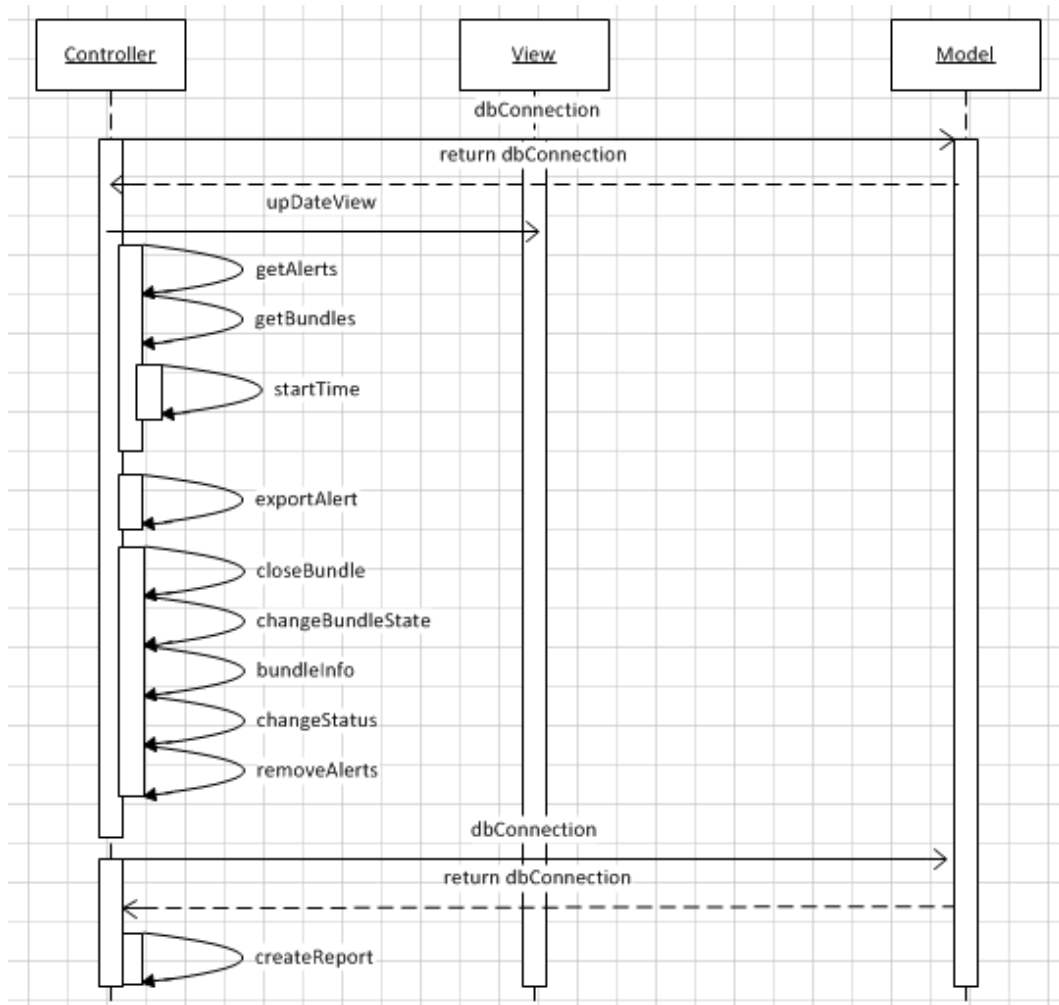 Controller
View
Model
dbConnection
return dbConnection
upDateView
getAlerts
getBundles
startTime
exportAlert
closeBundle
changeBundleState
bundleInfo
changeStatus
removeAlerts
dbConnection
return dbConnection
createReport